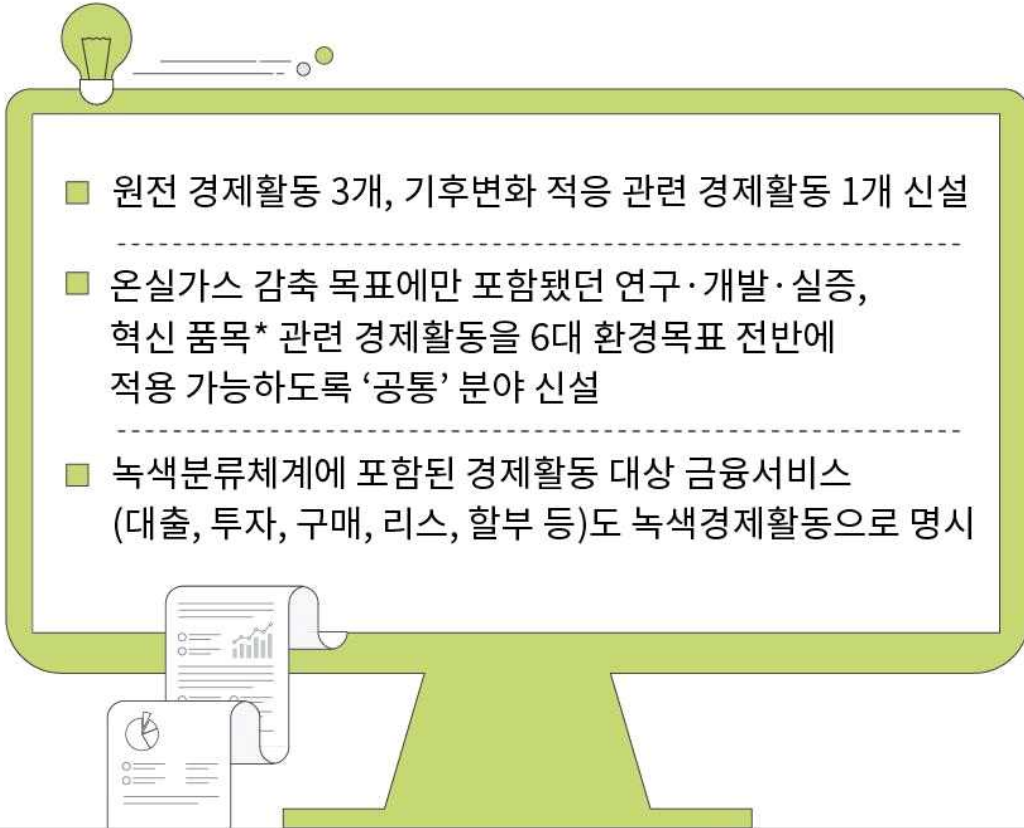 원전 경제활동 3개, 기후변화 적응 관련 경제활동 1개 신설
온실가스 감축 목표에만 포함됐던 연구·개발·실증,
혁신 품목* 관련 경제활동을 6대 환경목표 전반에
적용 가능하도록 ‘공통’ 분야 신설
녹색분류체계에 포함된 경제활동 대상 금융서비스
(대출, 투자, 구매, 리스, 할부 등)도 녹색경제활동으로 명시